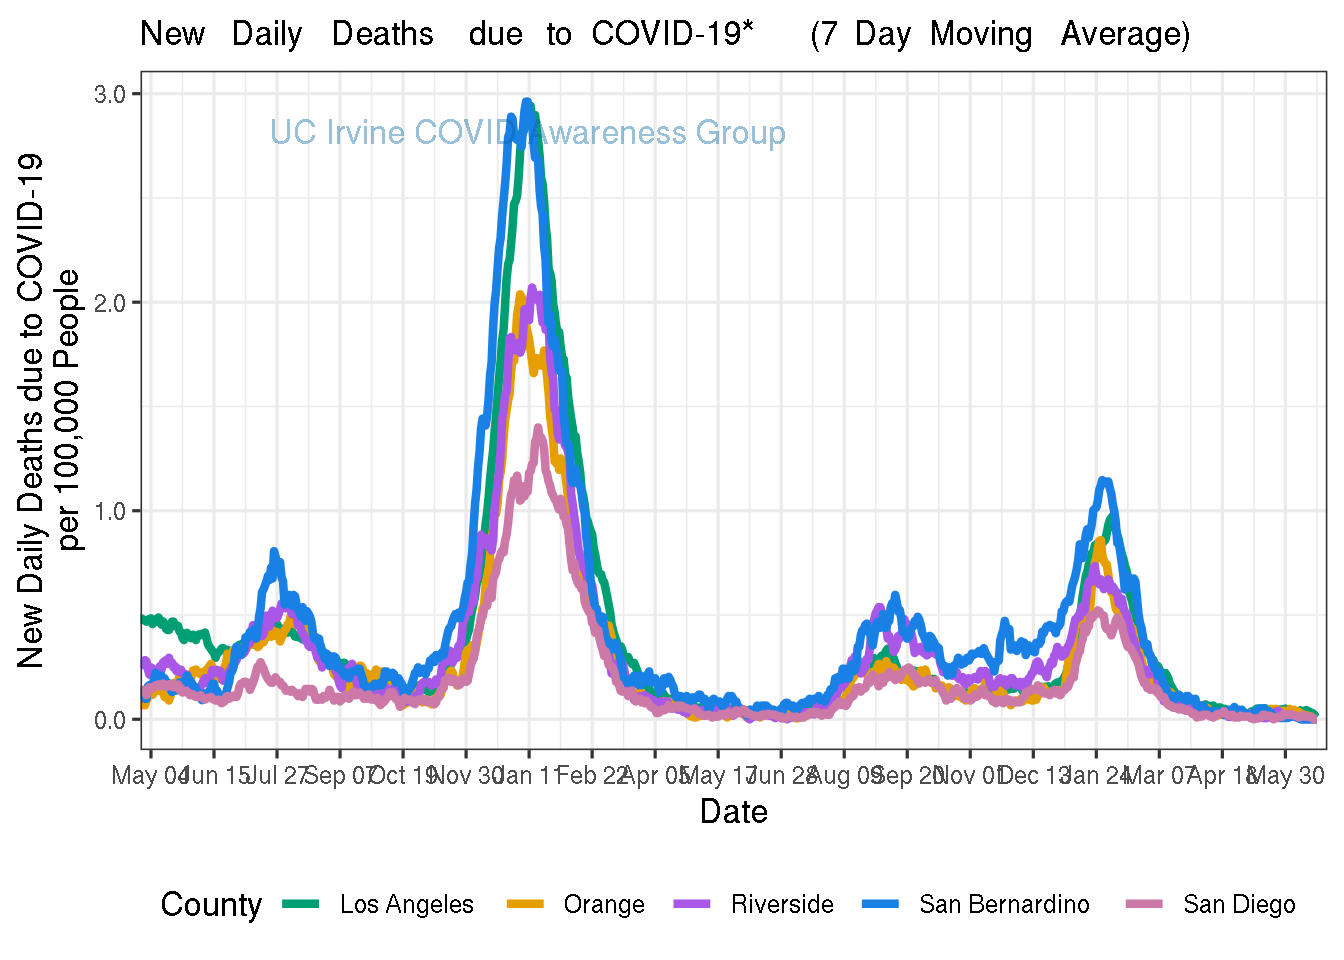 New Daily Deaths due to COVID-19* (7 Day Moving Average)
UC Irvine COVID Awareness Group
New Daily Deaths due to COVID-19
per 100,000 People
3.0
2.0
1.0
0.0
May 04 Jun 15 Jul 27 Sep 07 Oct 19 Nov 30 Jan 11 Feb 22 Apr 05 May 17 Jun 28 Aug 09 Sep 20 Nov 01 Dec 13 Jan 24 Mar 07 Apr 18 May 30
Date
County Los Angeles Orange Riverside San Bernardino San Diego